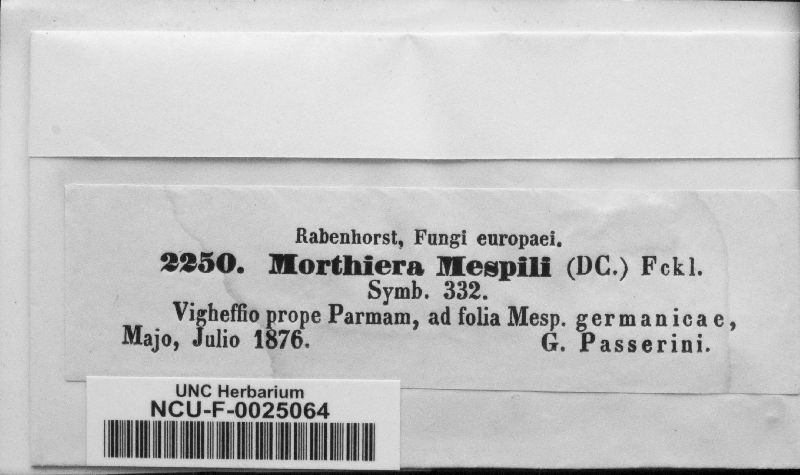 Rabenhorst, Fungi europaei.
2250. Morthiera Mespili (DC.) Fckl.
Symb. 332.
Vigheffio prope Parmam, ad folia Mesp. germanicae,
Majo, Julio 1876. G. Passerini.
UNC Herbarium
NCU-F-0025064